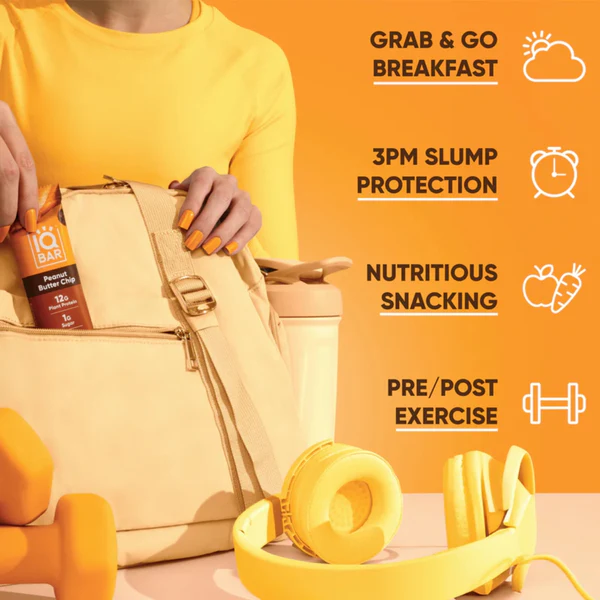 GRAB & GO
BREAKFAST
3PM SLUMP
PROTECTION
NUTRITIOUS
SNACKING
PRE/POST
EXERCISE
IQ
BAR
Peanut
Butter Chip
12g
Plant Protein
1g
Sugar